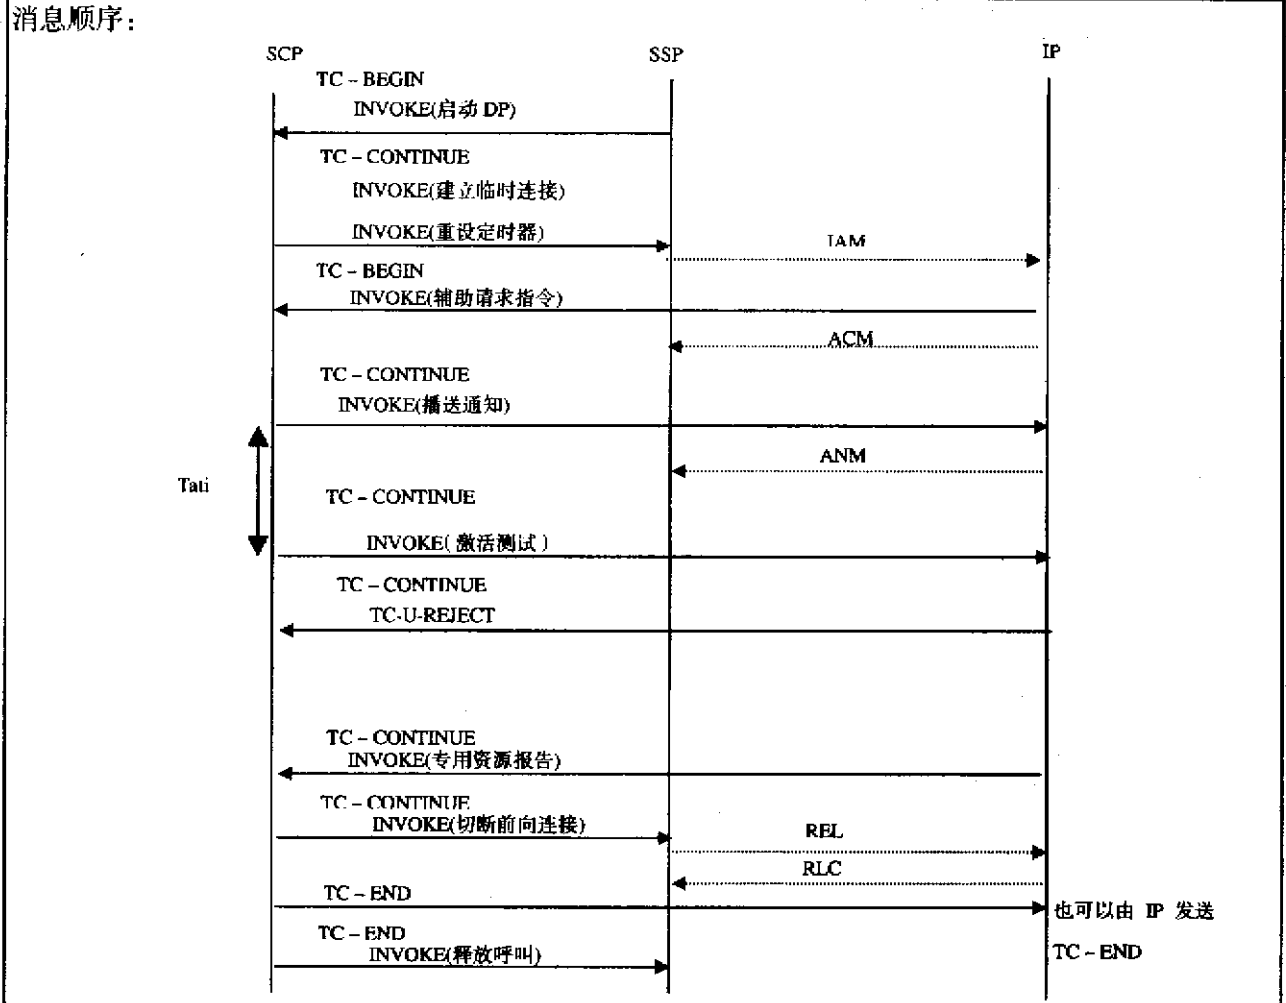 消息顺序：
SCP SSP IP
TC – BEGIN
INVOKE(启动 DP)
TC – CONTINUE
INVOKE(建立临时连接)
INVOKE(重设定时器)
IAM
TC – BEGIN
INVOKE(辅助请求指令)
ACM
TC – CONTINUE
INVOKE(播送通知)
ANM
Tati
TC – CONTINUE
INVOKE( 激活测试 )
TC – CONTINUE
TC-U-REJECT
TC – CONTINUE
INVOKE(专用资源报告)
TC – CONTINUE
INVOKE(切断前向连接)
REL
RLC
TC – END
也可以由 IP 发送
TC – END
INVOKE(释放呼叫)
TC – END